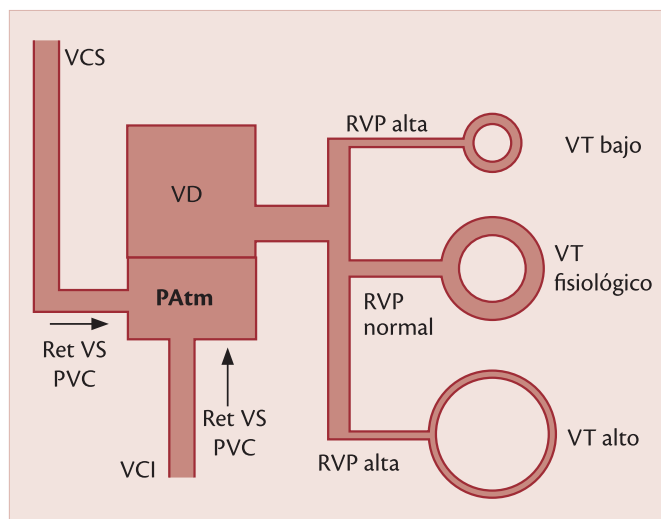 VCS
RVP alta
VT bajo
VD
VT
fisiológico
PAtm
RVP
normal
Ret VS
PVC
Ret VS
PVC
VT alto
RVP alta
VCI